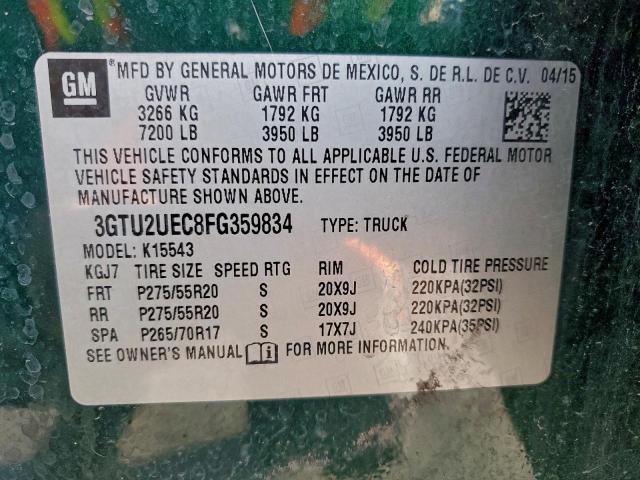 GM MFD BY GENERAL MOTORS DE MEXICO, S. DE R.L. DE C.V. 04/15
GVWR GAWR FRT GAWR RR
3266 KG 1792 KG 1792 KG
7200 LB 3950 LB 3950 LB
THIS VEHICLE CONFORMS TO ALL APPLICABLE U.S. FEDERAL MOTOR
VEHICLE SAFETY STANDARDS IN EFFECT ON THE DATE OF
MANUFACTURE SHOWN ABOVE.
3GTU2UEC8FG359834 TYPE: TRUCK
MODEL: K15543
KGJ7 TIRE SIZE SPEED RTG RIM COLD TIRE PRESSURE
FRT P275/55R20 S 20X9J 220KPA(32PSI)
RR P275/55R20 S 20X9J 220KPA(32PSI)
SPA P265/70R17 S 17X7J 240KPA(35PSI)
SEE OWNER'S MANUAL FOR MORE INFORMATION.